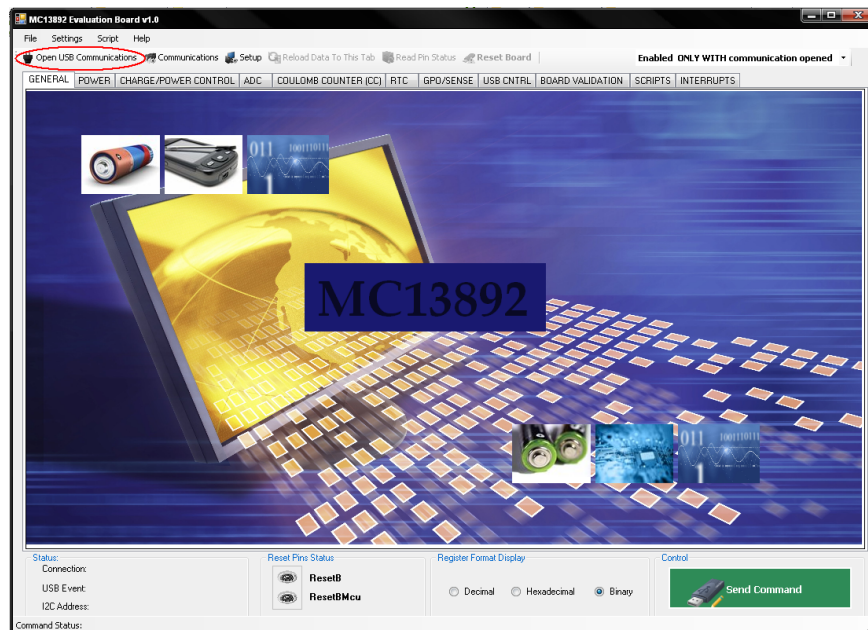 MC13892 Evaluation Board v1.0
File Settings Script Help
Open USB Communications Communications Setup Reload Data To This Tab Read Pin Status Reset Board Enabled ONLY WITH communication opened
GENERAL POWER CHARGE/POWER CONTROL ADC COULOMB COUNTER (CC) RTC GPO/SENSE USB CNTRL BOARD VALIDATION SCRIPTS INTERRUPTS
011 1001110111
1
MC13892
011 1001110111
1
Status: Reset Pins Status Register Format Display Control
Connection:
ResetB
USB Event: Decimal Hexadecimal Binary Send Command
ResetBMcu
I2C Address:
Command Status: